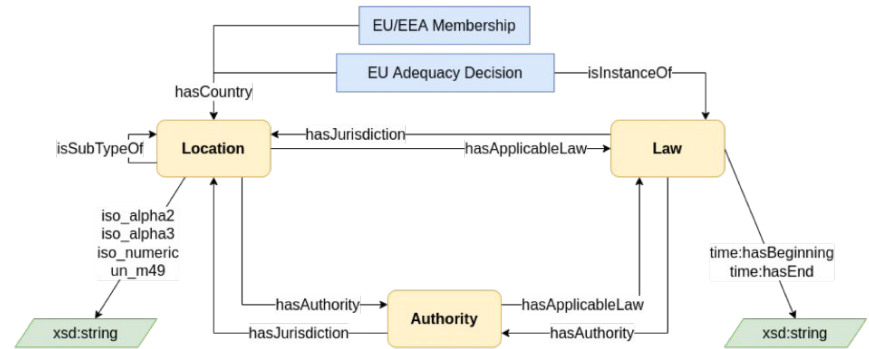 EU/EEA Membership
EU Adequacy Decision
isInstanceOf
hasCountry
hasJurisdiction
isSubTypeOf
Location
hasApplicableLaw
Law
iso_alpha2
iso_alpha3
iso_numeric
un_m49
time:hasBeginning
time:hasEnd
hasAuthority
hasApplicableLaw
Authority
xsd:string
hasJurisdiction
hasAuthority
xsd:string